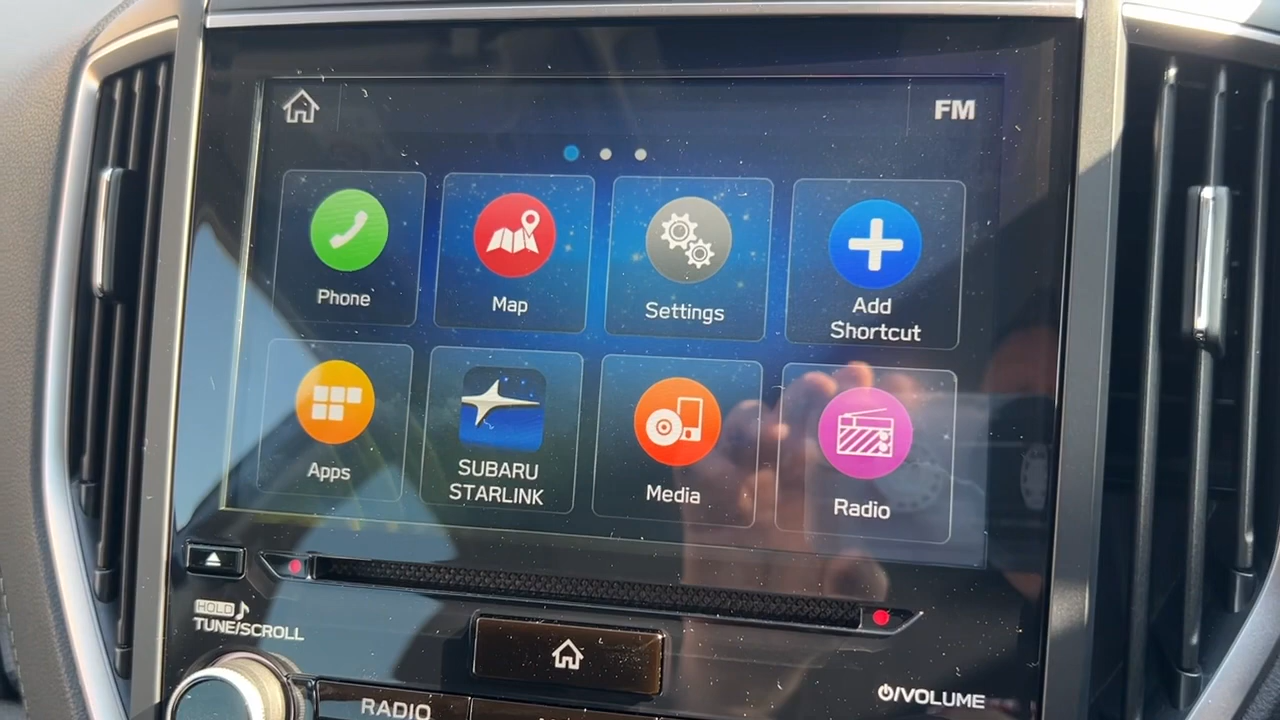 FM
Phone
Map
Settings
Add
Shortcut
Apps
SUBARU
STARLINK
Media
Radio
HOLD
TUNE/SCROLL
/VOLUME
RADIO